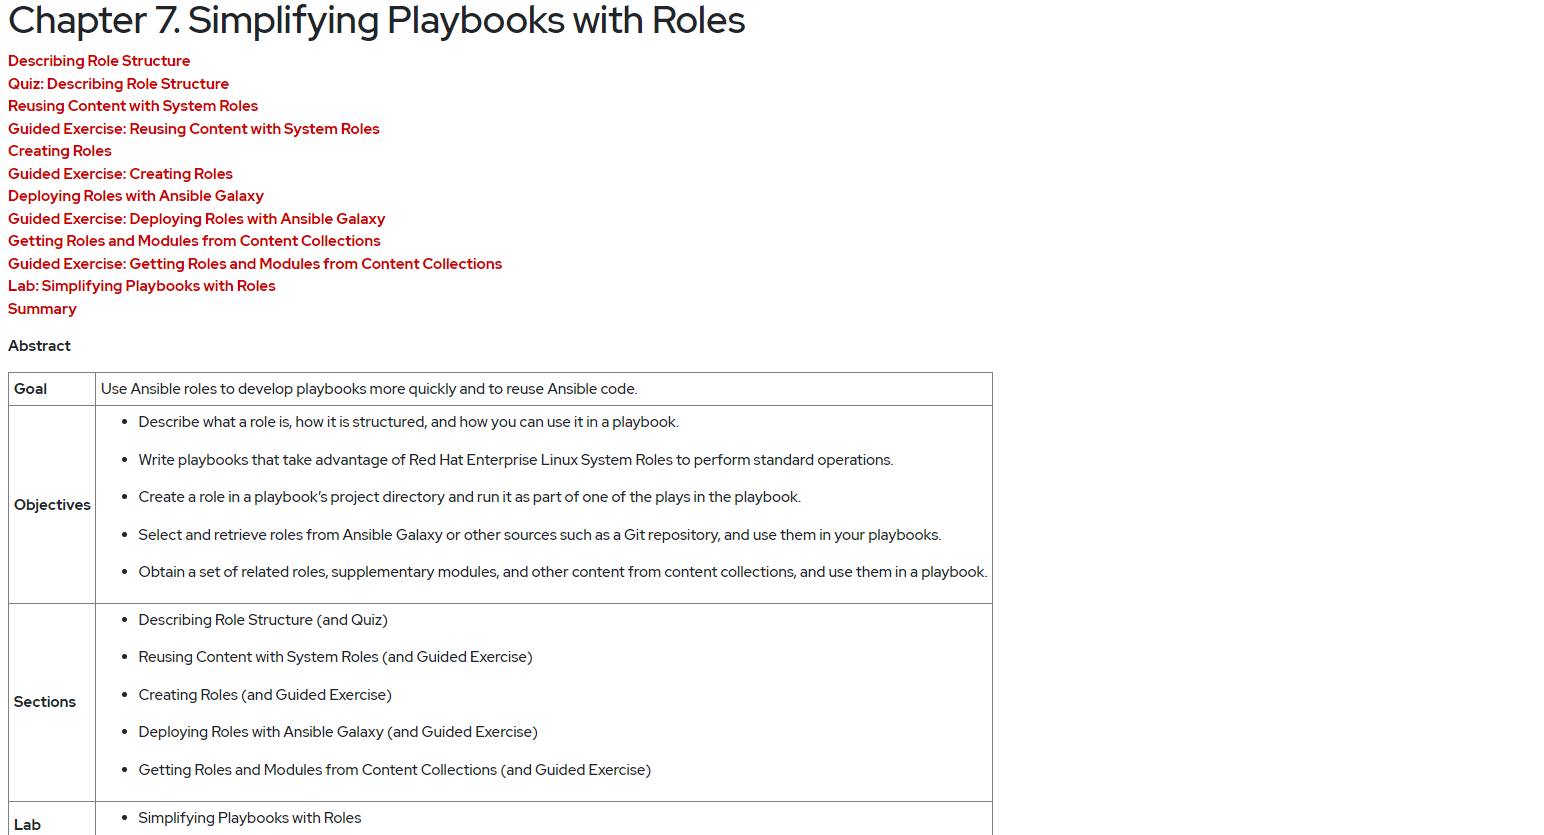 Chapter 7. Simplifying Playbooks with Roles
Describing Role Structure
Quiz: Describing Role Structure
Reusing Content with System Roles
Guided Exercise: Reusing Content with System Roles
Creating Roles
Guided Exercise: Creating Roles
Deploying Roles with Ansible Galaxy
Guided Exercise: Deploying Roles with Ansible Galaxy
Getting Roles and Modules from Content Collections
Guided Exercise: Getting Roles and Modules from Content Collections
Lab: Simplifying Playbooks with Roles
Summary
Abstract
Goal
Use Ansible roles to develop playbooks more quickly and to reuse Ansible code.
Objectives
• Describe what a role is, how it is structured, and how you can use it in a playbook.
• Write playbooks that take advantage of Red Hat Enterprise Linux System Roles to perform standard operations.
• Create a role in a playbook’s project directory and run it as part of one of the plays in the playbook.
• Select and retrieve roles from Ansible Galaxy or other sources such as a Git repository, and use them in your playbooks.
• Obtain a set of related roles, supplementary modules, and other content from content collections, and use them in a playbook.
Sections
• Describing Role Structure (and Quiz)
• Reusing Content with System Roles (and Guided Exercise)
• Creating Roles (and Guided Exercise)
• Deploying Roles with Ansible Galaxy (and Guided Exercise)
• Getting Roles and Modules from Content Collections (and Guided Exercise)
Lab
• Simplifying Playbooks with Roles